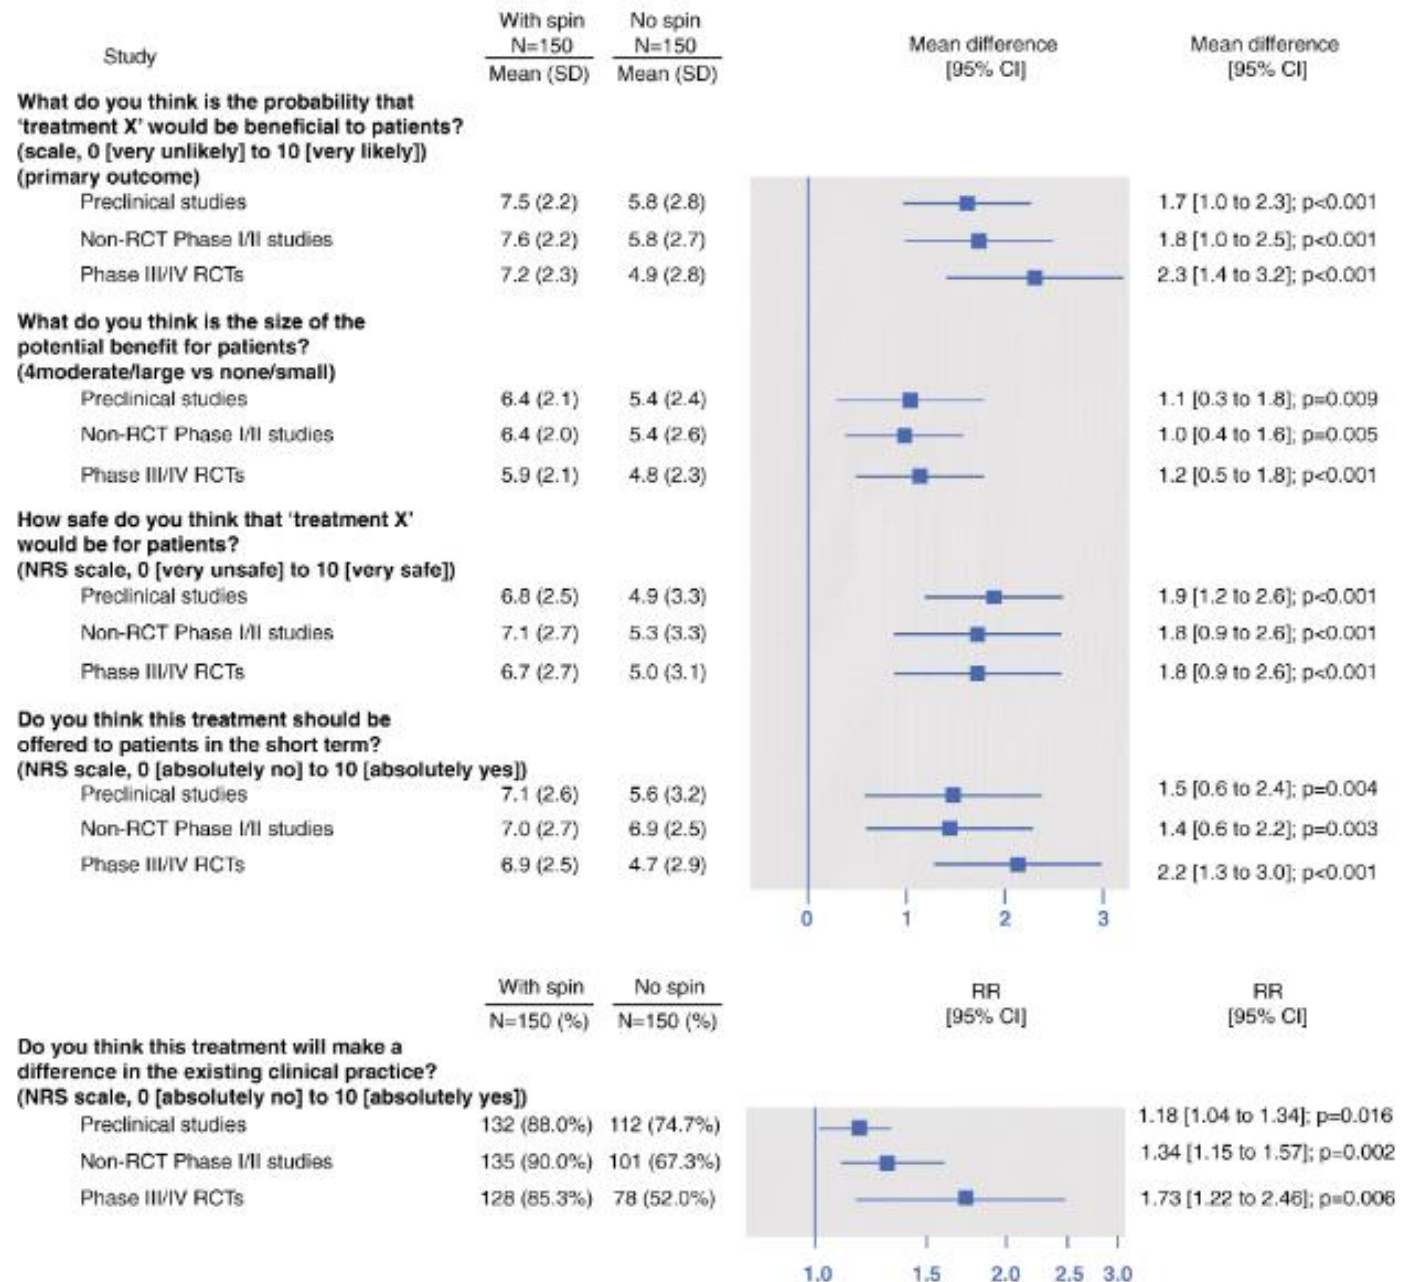 With spin No spin
N=150 N=150 Mean difference Mean difference
Study Mean (SD) Mean (SD) [95% CI] [95% CI]
What do you think is the probability that
‘treatment X’ would be beneficial to patients?
(scale, 0 [very unlikely] to 10 [very likely])
(primary outcome)
Preclinical studies 7.5 (2.2) 5.8 (2.8) 1.7 [1.0 to 2.3]; p<0.001
Non-RCT Phase I/II studies 7.6 (2.2) 5.8 (2.7) 1.8 [1.0 to 2.5]; p<0.001
Phase III/IV RCTs 7.2 (2.3) 4.9 (2.8) 2.3 [1.4 to 3.2]; p<0.001
What do you think is the size of the
potential benefit for patients?
(4moderate/large vs none/small)
Preclinical studies 6.4 (2.1) 5.4 (2.4) 1.1 [0.3 to 1.8]; p=0.009
Non-RCT Phase I/II studies 6.4 (2.0) 5.4 (2.6) 1.0 [0.4 to 1.6]; p=0.005
Phase III/IV RCTs 5.9 (2.1) 4.8 (2.3) 1.2 [0.5 to 1.8]; p<0.001
How safe do you think that ‘treatment X’
would be for patients?
(NRS scale, 0 [very unsafe] to 10 [very safe])
Preclinical studies 6.8 (2.5) 4.9 (3.3) 1.9 [1.2 to 2.6]; p<0.001
Non-RCT Phase I/II studies 7.1 (2.7) 5.3 (3.3) 1.8 [0.9 to 2.6]; p<0.001
Phase III/IV RCTs 6.7 (2.7) 5.0 (3.1) 1.8 [0.9 to 2.6]; p<0.001
Do you think this treatment should be
offered to patients in the short term?
(NRS scale, 0 [absolutely no] to 10 [absolutely yes])
Preclinical studies 7.1 (2.6) 5.6 (3.2) 1.5 [0.6 to 2.4]; p=0.004
Non-RCT Phase I/II studies 7.0 (2.7) 6.9 (2.5) 1.4 [0.6 to 2.2]; p=0.003
Phase III/IV RCTs 6.9 (2.5) 4.7 (2.9) 2.2 [1.3 to 3.0]; p<0.001
0 1 2 3
With spin No spin RR RR
N=150 (%) N=150 (%) [95% CI] [95% CI]
Do you think this treatment will make a
difference in the existing clinical practice?
(NRS scale, 0 [absolutely no] to 10 [absolutely yes])
Preclinical studies 132 (88.0%) 112 (74.7%) 1.18 [1.04 to 1.34]; p=0.016
Non-RCT Phase I/II studies 135 (90.0%) 101 (67.3%) 1.34 [1.15 to 1.57]; p=0.002
Phase III/IV RCTs 128 (85.3%) 78 (52.0%) 1.73 [1.22 to 2.46]; p=0.006
1.0 1.5 2.0 2.5 3.0